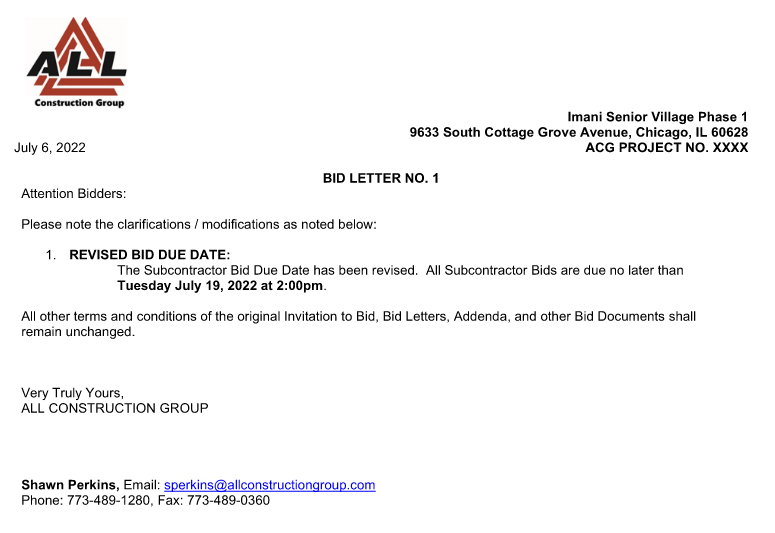 ALL
Construction Group
Imani Senior Village Phase 1
9633 South Cottage Grove Avenue, Chicago, IL 60628
July 6, 2022
ACG PROJECT NO. XXXX
BID LETTER NO. 1
Attention Bidders:
Please note the clarifications / modifications as noted below:
1. REVISED BID DUE DATE:
The Subcontractor Bid Due Date has been revised. All Subcontractor Bids are due no later than
Tuesday July 19, 2022 at 2:00pm.
All other terms and conditions of the original Invitation to Bid, Bid Letters, Addenda, and other Bid Documents shall
remain unchanged.
Very Truly Yours,
ALL CONSTRUCTION GROUP
Shawn Perkins, Email: sperkins@allconstructiongroup.com
Phone: 773-489-1280, Fax: 773-489-0360